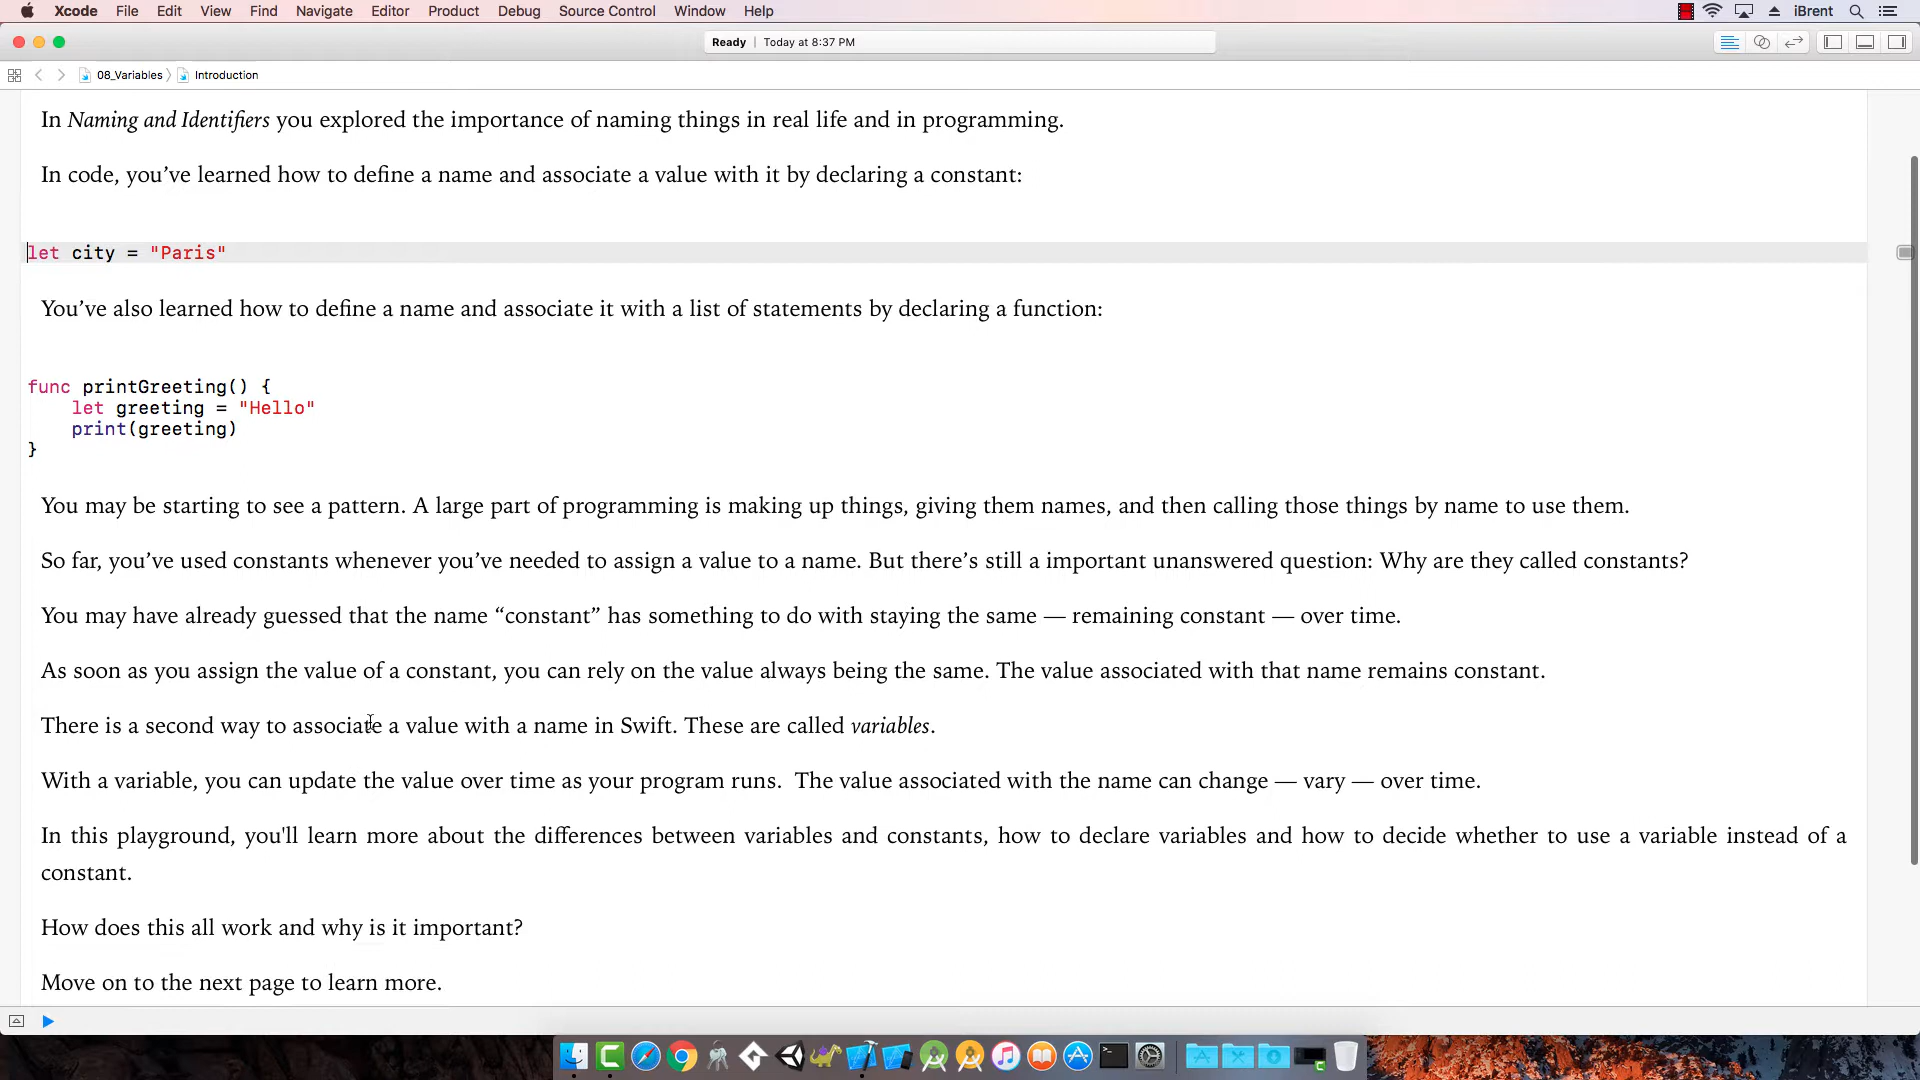 Xcode File Edit View Find Navigate Editor Product Debug Source Control Window Help iBrent
Ready | Today at 8:37 PM
08_Variables Introduction
In Naming and Identifiers you explored the importance of naming things in real life and in programming.
In code, you’ve learned how to define a name and associate a value with it by declaring a constant:
let city = "Paris"
You’ve also learned how to define a name and associate it with a list of statements by declaring a function:
func printGreeting() {
    let greeting = "Hello"
    print(greeting)
}
You may be starting to see a pattern. A large part of programming is making up things, giving them names, and then calling those things by name to use them.
So far, you’ve used constants whenever you’ve needed to assign a value to a name. But there’s still a important unanswered question: Why are they called constants?
You may have already guessed that the name “constant” has something to do with staying the same — remaining constant — over time.
As soon as you assign the value of a constant, you can rely on the value always being the same. The value associated with that name remains constant.
There is a second way to associate a value with a name in Swift. These are called variables.
With a variable, you can update the value over time as your program runs.  The value associated with the name can change — vary — over time.
In this playground, you'll learn more about the differences between variables and constants, how to declare variables and how to decide whether to use a variable instead of a
constant.
How does this all work and why is it important?
Move on to the next page to learn more.